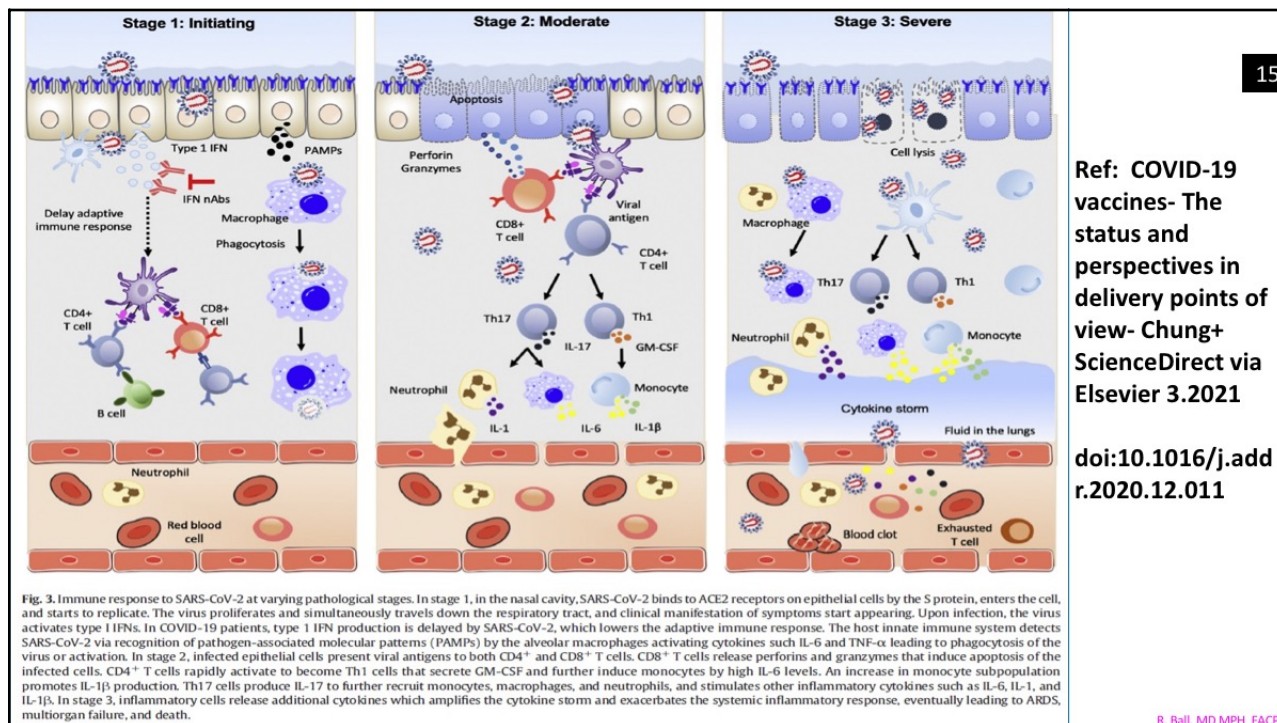 Stage 1: Initiating
Type 1 IFN
PAMPs
IFN nAbs
Macrophage
Delay adaptive
immune response
Phagocytosis
CD4+
T cell
CD8+
T cell
B cell
Neutrophil
Red blood
cell
Stage 2: Moderate
Apoptosis
Perforin
Granzymes
CD8+
T cell
Viral
antigen
CD4+
T cell
Th17
Th1
IL-17
GM-CSF
Neutrophil
Monocyte
IL-1
IL-6
IL-1β
Stage 3: Severe
Cell lysis
Macrophage
Th17
Th1
Neutrophil
Monocyte
Cytokine storm
Fluid in the lungs
Blood clot
Exhausted
T cell
15
Ref: COVID-19
vaccines- The
status and
perspectives in
delivery points of
view- Chung+
ScienceDirect via
Elsevier 3.2021
doi:10.1016/j.add
r.2020.12.011
Fig. 3. Immune response to SARS-CoV-2 at varying pathological stages. In stage 1, in the nasal cavity, SARS-CoV-2 binds to ACE2 receptors on epithelial cells by the S protein, enters the cell,
and starts to replicate. The virus proliferates and simultaneously travels down the respiratory tract, and clinical manifestation of symptoms start appearing. Upon infection, the virus
activates type I IFNs. In COVID-19 patients, type 1 IFN production is delayed by SARS-CoV-2, which lowers the adaptive immune response. The host innate immune system detects
SARS-CoV-2 via recognition of pathogen-associated molecular patterns (PAMPs) by the alveolar macrophages activating cytokines such IL-6 and TNF-α leading to phagocytosis of the
virus or activation. In stage 2, infected epithelial cells present viral antigens to both CD4⁺ and CD8⁺ T cells. CD8⁺ T cells release perforins and granzymes that induce apoptosis of the
infected cells. CD4⁺ T cells rapidly activate to become Th1 cells that secrete GM-CSF and further induce monocytes by high IL-6 levels. An increase in monocyte subpopulation
promotes IL-1β production. Th17 cells produce IL-17 to further recruit monocytes, macrophages, and neutrophils, and stimulates other inflammatory cytokines such as IL-6, IL-1, and
IL-1β. In stage 3, inflammatory cells release additional cytokines which amplifies the cytokine storm and exacerbates the systemic inflammatory response, eventually leading to ARDS,
multiorgan failure, and death.
R. Ball, MD MPH, FACP